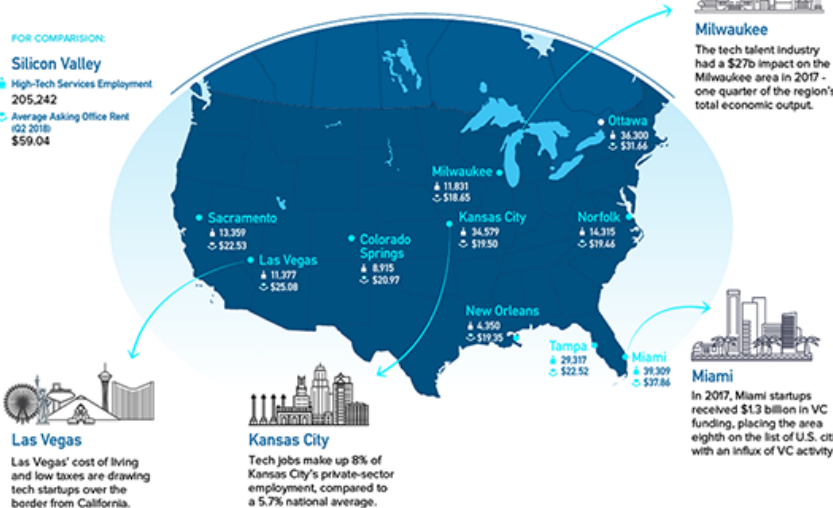 FOR COMPARISION:
Silicon Valley
High-Tech Services Employment
205,242
Average Asking Office Rent
(Q2 2018)
$59.04
Milwaukee
The tech talent industry
had a $27b impact on the
Milwaukee area in 2017 -
one quarter of the region's
total economic output.
Ottawa
36,300
$31.66
Milwaukee
11,831
$18.65
Sacramento
13,359
$22.53
Kansas City
34,579
$19.50
Norfolk
14,315
$19.46
Colorado
Springs
8,915
$20.97
Las Vegas
11,377
$25.08
New Orleans
4,350
$19.35
Tampa
29,317
$22.52
Miami
39,309
$37.86
Miami
In 2017, Miami startups
received $1.3 billion in VC
funding, placing the area
eighth on the list of U.S. citi
with an influx of VC activity
Las Vegas
Las Vegas' cost of living
and low taxes are drawing
tech startups over the
border from California.
Kansas City
Tech jobs make up 8% of
Kansas City's private-sector
employment, compared to
a 5.7% national average.